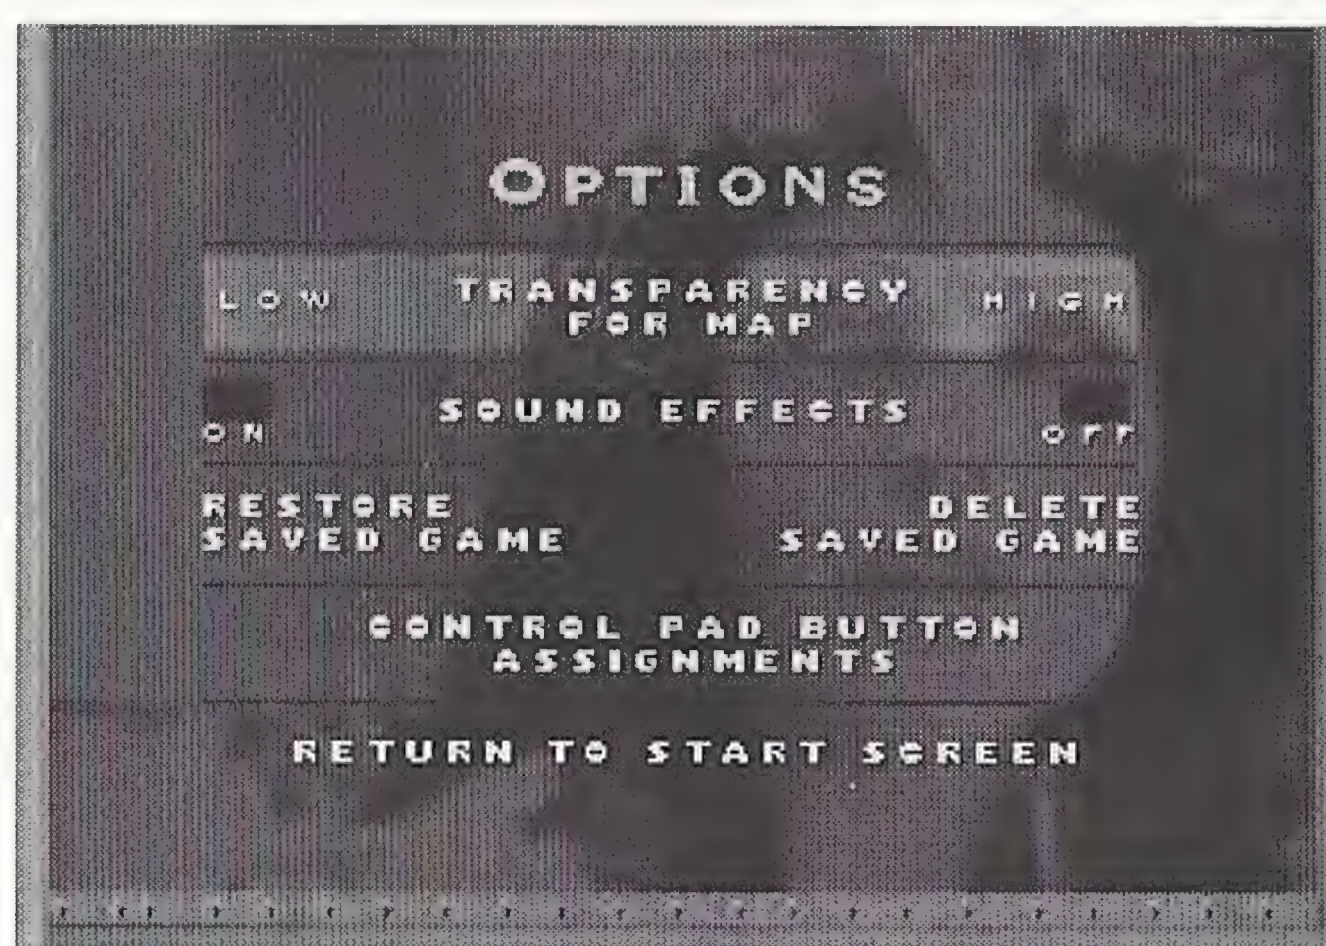 OPTIONS
LOW TRANSPARENCY HIGH
FOR MAP
SOUND EFFECTS
ON OFF
RESTORE DELETE
SAVED GAME SAVED GAME
CONTROL PAD BUTTON
ASSIGNMENTS
RETURN TO START SCREEN